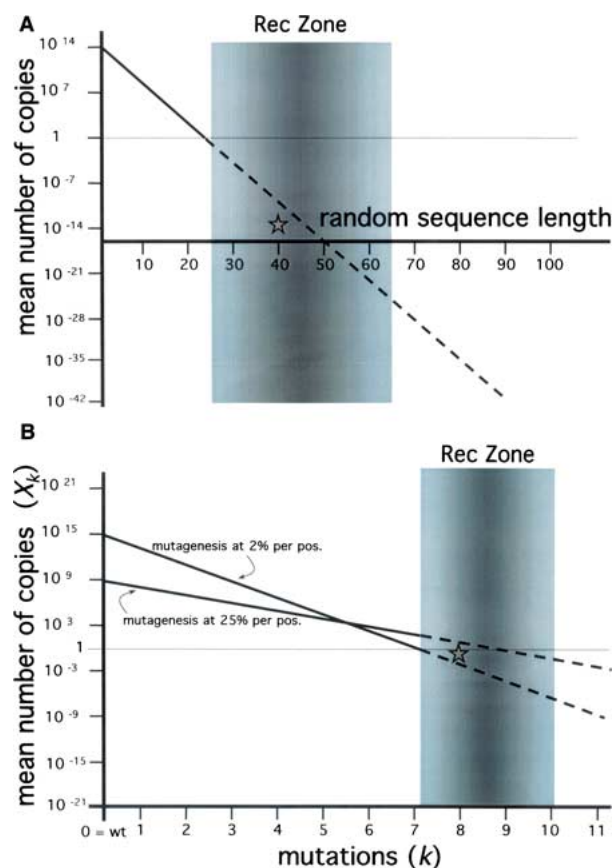 A
Rec Zone
mean number of copies
10 14
10 7
1
10 -7
10 -14
10 -21
10 -28
10 -35
10 -42
random sequence length
10 20 30 40 50 60 70 80 90 100
B
Rec Zone
mean number of copies (Xk)
10 21
10 15
10 9
10 3
1
10 -3
10 -9
10 -15
10 -21
mutagenesis at 2% per pos.
mutagenesis at 25% per pos.
0 = wt 1 2 3 4 5 6 7 8 9 10 11
mutations (k)